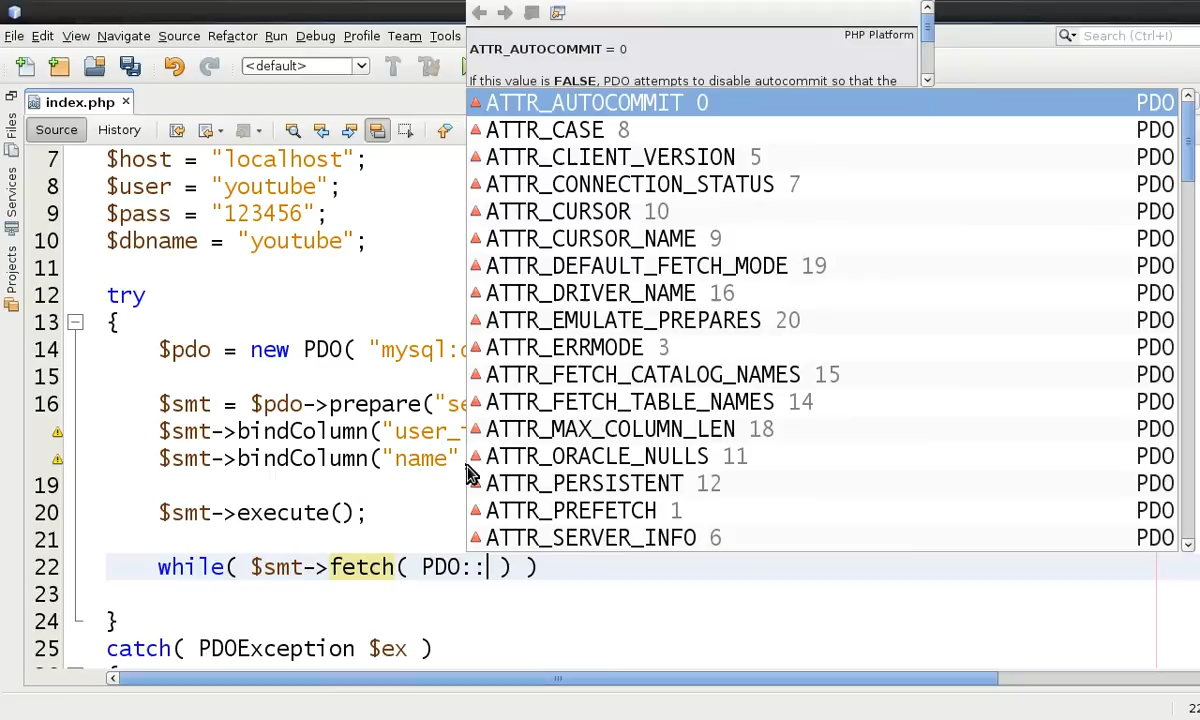 File Edit View Navigate Source Refactor Run Debug Profile Team Tools
Search (Ctrl+I)
<default>
PHP Platform
ATTR_AUTOCOMMIT = 0
If this value is FALSE, PDO attempts to disable autocommit so that the
index.php
Source History
Files
Services
Projects
ATTR_AUTOCOMMIT 0 PDO
ATTR_CASE 8 PDO
ATTR_CLIENT_VERSION 5 PDO
ATTR_CONNECTION_STATUS 7 PDO
ATTR_CURSOR 10 PDO
ATTR_CURSOR_NAME 9 PDO
ATTR_DEFAULT_FETCH_MODE 19 PDO
ATTR_DRIVER_NAME 16 PDO
ATTR_EMULATE_PREPARES 20 PDO
ATTR_ERRMODE 3 PDO
ATTR_FETCH_CATALOG_NAMES 15 PDO
ATTR_FETCH_TABLE_NAMES 14 PDO
ATTR_MAX_COLUMN_LEN 18 PDO
ATTR_ORACLE_NULLS 11 PDO
ATTR_PERSISTENT 12 PDO
ATTR_PREFETCH 1 PDO
ATTR_SERVER_INFO 6 PDO
7 $host = "localhost";
8 $user = "youtube";
9 $pass = "123456";
10 $dbname = "youtube";
11
12 try
13 {
14 $pdo = new PDO( "mysql:
15
16 $smt = $pdo->prepare("se
$smt->bindColumn("user_
$smt->bindColumn("name"
19
20 $smt->execute();
21
22 while( $smt->fetch( PDO:: ) )
23
24 }
25 catch( PDOException $ex )
22